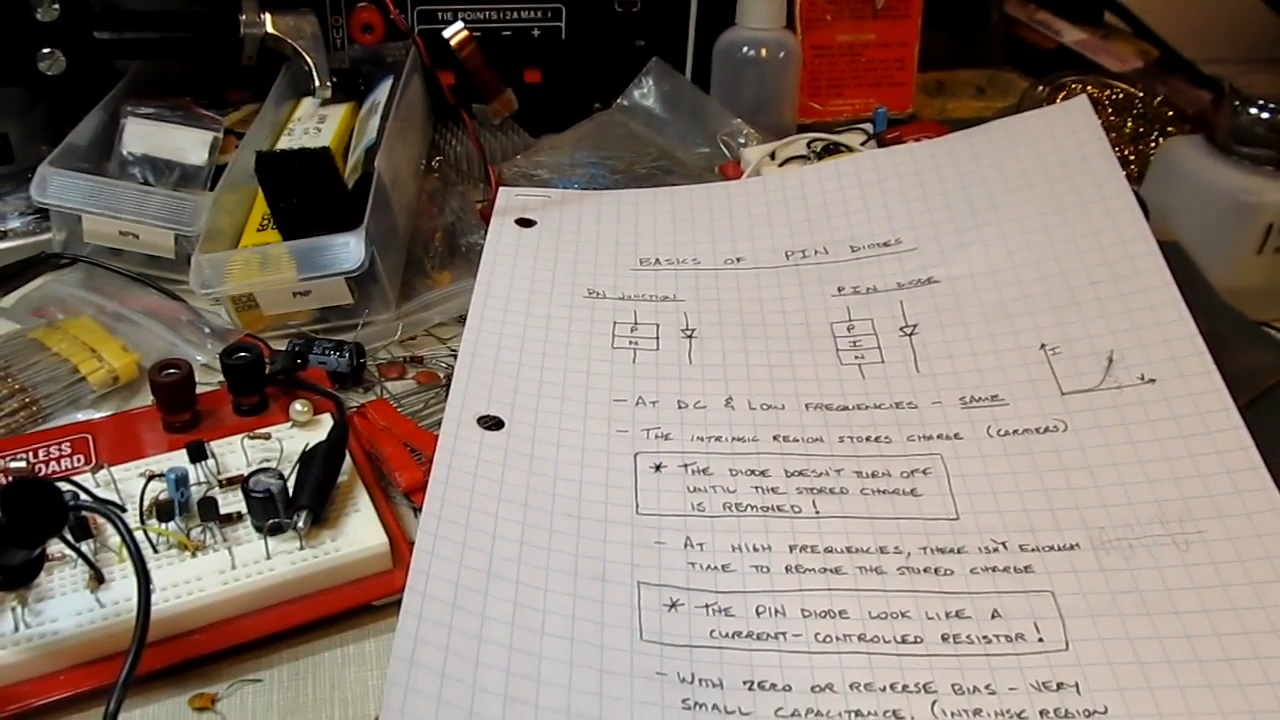 OUT
TIE POINTS (2A MAX.)
- - +
NPN
PNP
BASICS OF PIN DIODES
PN JUNCTION
PIN DIODE
P
N
P
I
N
I
V
- AT DC & LOW FREQUENCIES - SAME
- THE INTRINSIC REGION STORES CHARGE (CARRIERS)
* THE DIODE DOESN'T TURN OFF
UNTIL THE STORED CHARGE
IS REMOVED!
- AT HIGH FREQUENCIES, THERE ISN'T ENOUGH
TIME TO REMOVE THE STORED CHARGE
* THE PIN DIODE LOOK LIKE A
CURRENT-CONTROLLED RESISTOR!
- WITH ZERO OR REVERSE BIAS - VERY
SMALL CAPACITANCE. (INTRINSIC REGION
ERLESS
BOARD